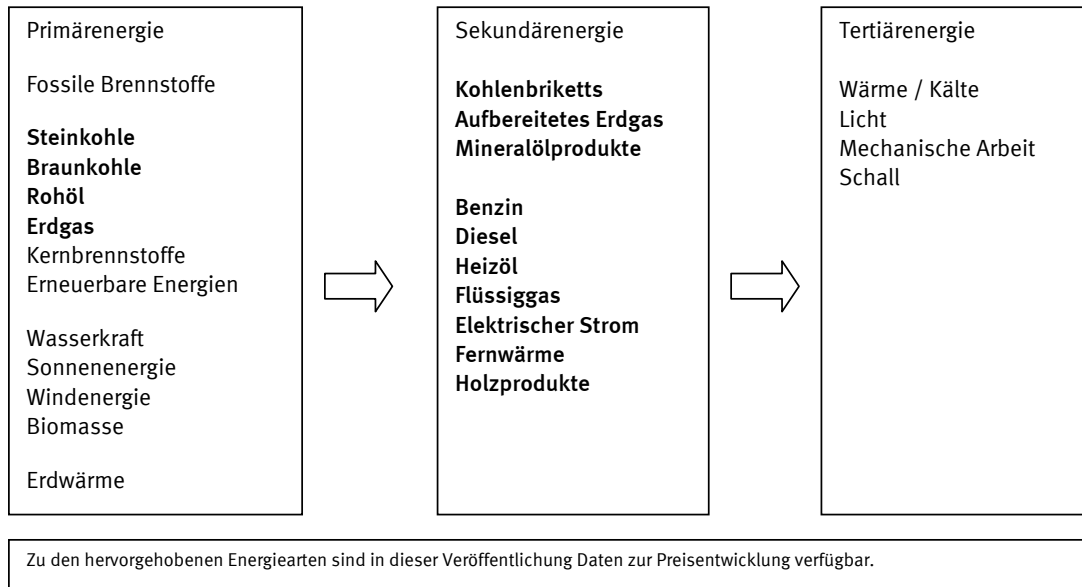 Primärenergie
Fossile Brennstoffe
Steinkohle
Braunkohle
Rohöl
Erdgas
Kernbrennstoffe
Erneuerbare Energien
Wasserkraft
Sonnenenergie
Windenergie
Biomasse
Erdwärme
Sekundärenergie
Kohlenbriketts
Aufbereitetes Erdgas
Mineralölprodukte
Benzin
Diesel
Heizöl
Flüssiggas
Elektrischer Strom
Fernwärme
Holzprodukte
Tertiärenergie
Wärme / Kälte
Licht
Mechanische Arbeit
Schall
Zu den hervorgehobenen Energiearten sind in dieser Veröffentlichung Daten zur Preisentwicklung verfügbar.